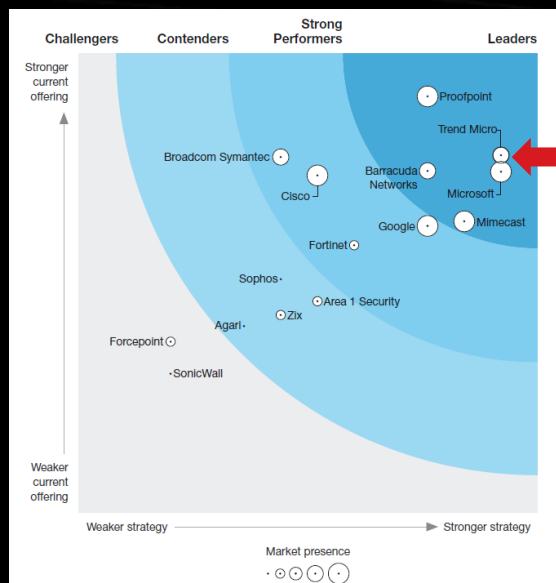 Challengers
Contenders
Strong
Performers
Leaders
Stronger
current
offering
Proofpoint
Trend Micro
Broadcom Symantec
Barracuda
Networks
Cisco
Microsoft
Google
Mimecast
Fortinet
Sophos
Area 1 Security
Zix
Agari
Forcepoint
SonicWall
Weaker
current
offering
Weaker strategy
Stronger strategy
Market presence